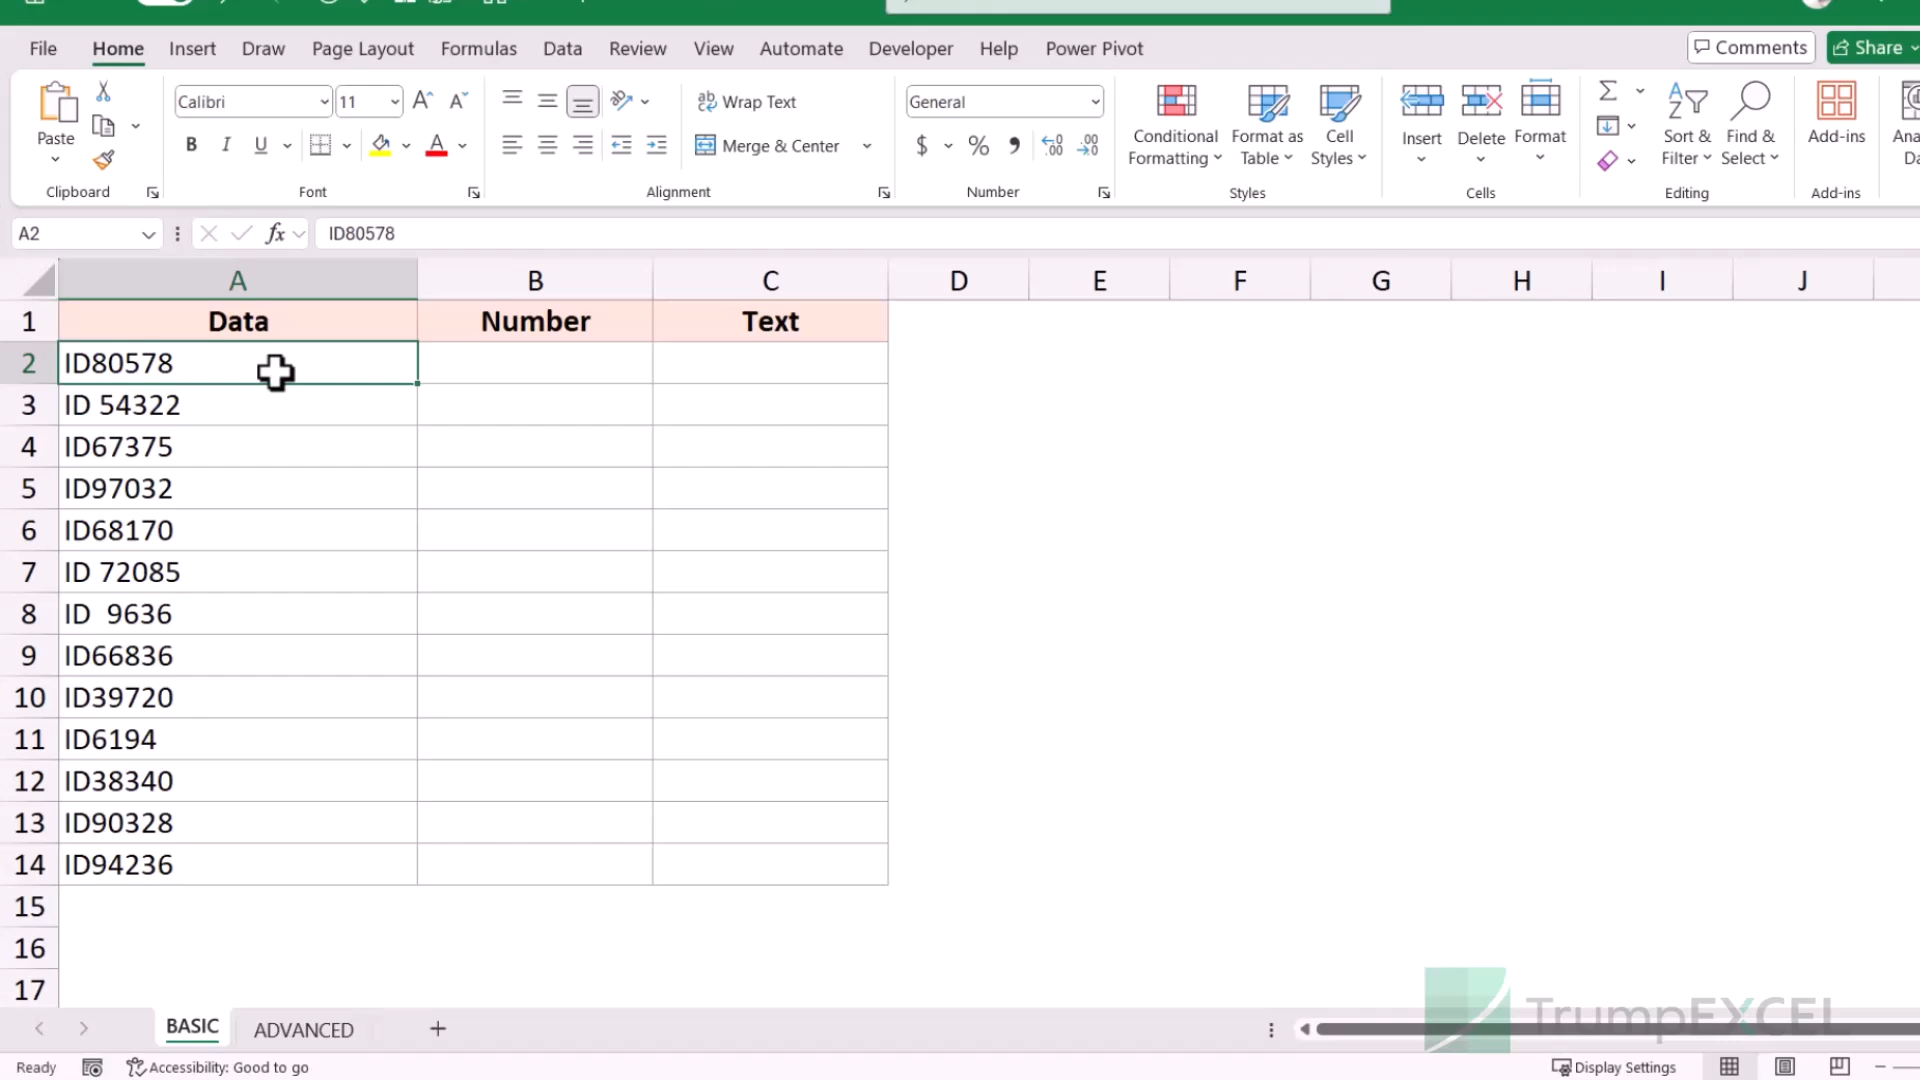 File Home Insert Draw Page Layout Formulas Data Review View Automate Developer Help Power Pivot Comments Share
Calibri 11 Wrap Text General
Paste Conditional Formatting Format as Table Cell Styles Insert Delete Format Sort & Filter Find & Select Add-ins
B I U A Merge & Center $ % 9 .00
Clipboard Font Alignment Number Styles Cells Editing Add-ins
A2 fx ID80578
A B C D E F G H I J
1 Data Number Text
2 ID80578
3 ID 54322
4 ID67375
5 ID97032
6 ID68170
7 ID 72085
8 ID  9636
9 ID66836
10 ID39720
11 ID6194
12 ID38340
13 ID90328
14 ID94236
15
16
17
TrumpEXCEL
BASIC ADVANCED
Ready Accessibility: Good to go Display Settings